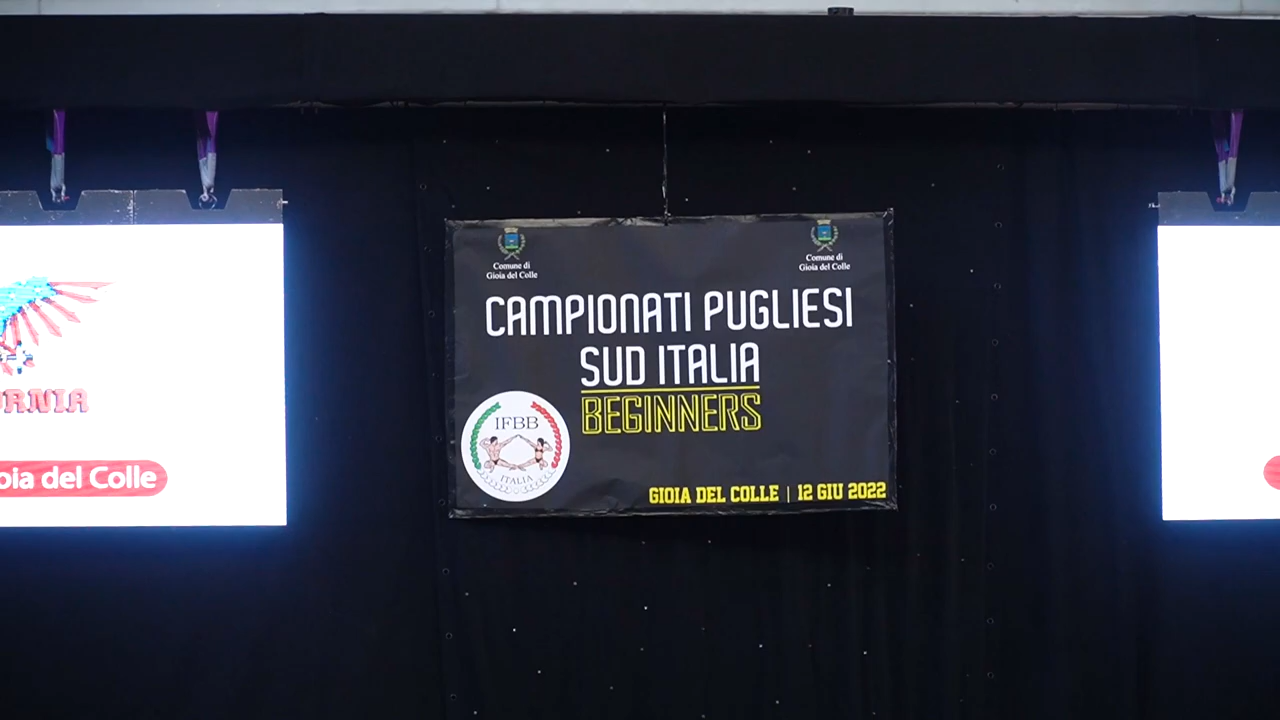 Comune di
Gioia del Colle
Comune di
Gioia del Colle
CAMPIONATI PUGLIESI
SUD ITALIA
BEGINNERS
IFBB
ITALIA
GIOIA DEL COLLE | 12 GIU 2022
del Colle